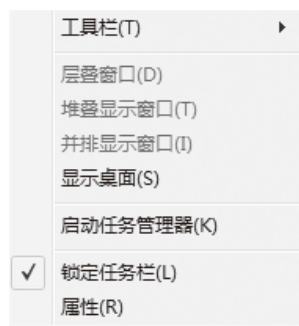 工具栏(T)
层叠窗口(D)
堆叠显示窗口(T)
并排显示窗口(I)
显示桌面(S)
启动任务管理器(K)
锁定任务栏(L)
属性(R)